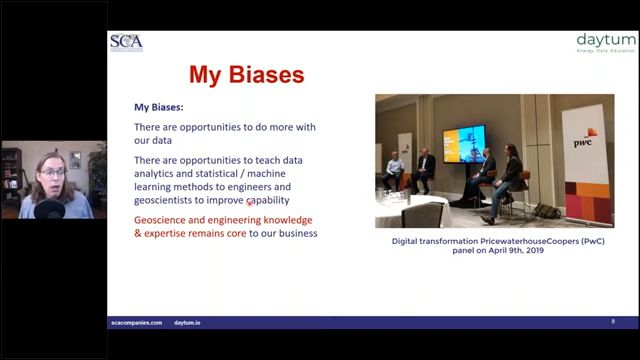 SCA
daytum
Energy. Data. Education.
My Biases
My Biases:
There are opportunities to do more with
our data
There are opportunities to teach data
analytics and statistical / machine
learning methods to engineers and
geoscientists to improve capability
Geoscience and engineering knowledge
& expertise remains core to our business
pwc
Digital transformation PricewaterhouseCoopers (PwC)
panel on April 9th, 2019
scacompanies.com daytum.io
8